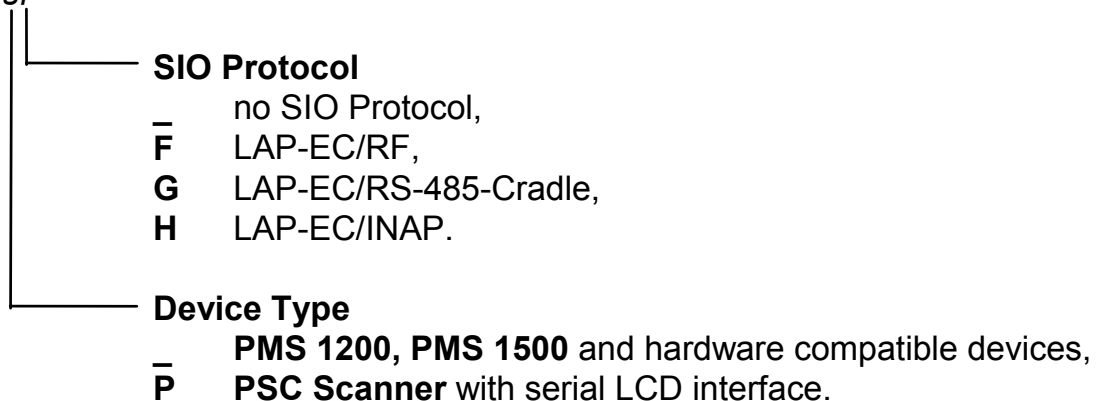 SIO Protocol
_ no SIO Protocol,
F LAP-EC/RF,
G LAP-EC/RS-485-Cradle,
H LAP-EC/INAP.
Device Type
_ PMS 1200, PMS 1500 and hardware compatible devices,
P PSC Scanner with serial LCD interface.